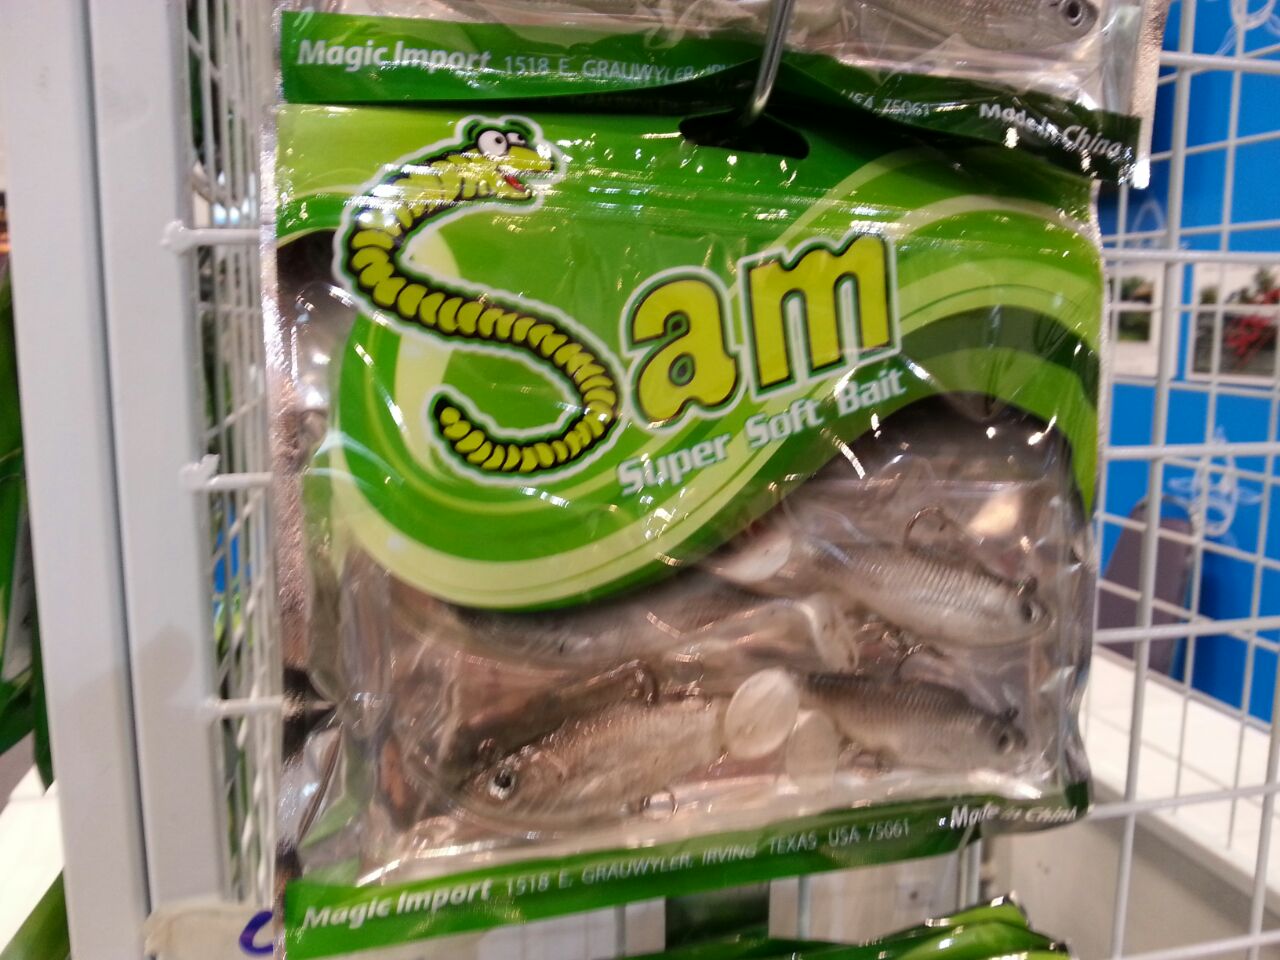 Magic Import 1518 E. GRAUWYLER. USA 75061 Made in China
Sam
Super Soft Bait
Magic Import 1518 E. GRAUWYLER. IRVING TEXAS USA 75061 Made in China